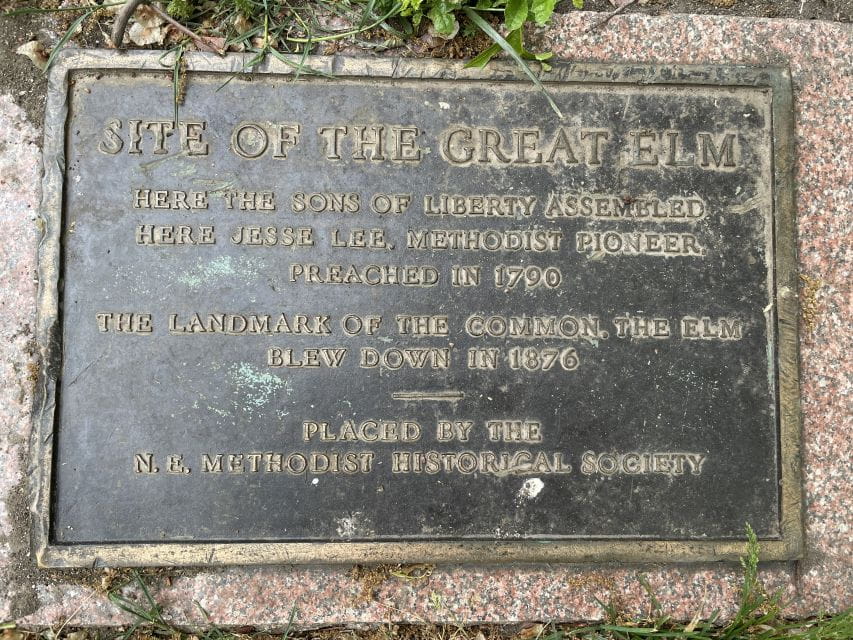 SITE OF THE GREAT ELM
HERE THE SONS OF LIBERTY ASSEMBLED
HERE JESSE LEE, METHODIST PIONEER
PREACHED IN 1790
THE LANDMARK OF THE COMMON, THE ELM
BLEW DOWN IN 1876
PLACED BY THE
N. E. METHODIST HISTORICAL SOCIETY